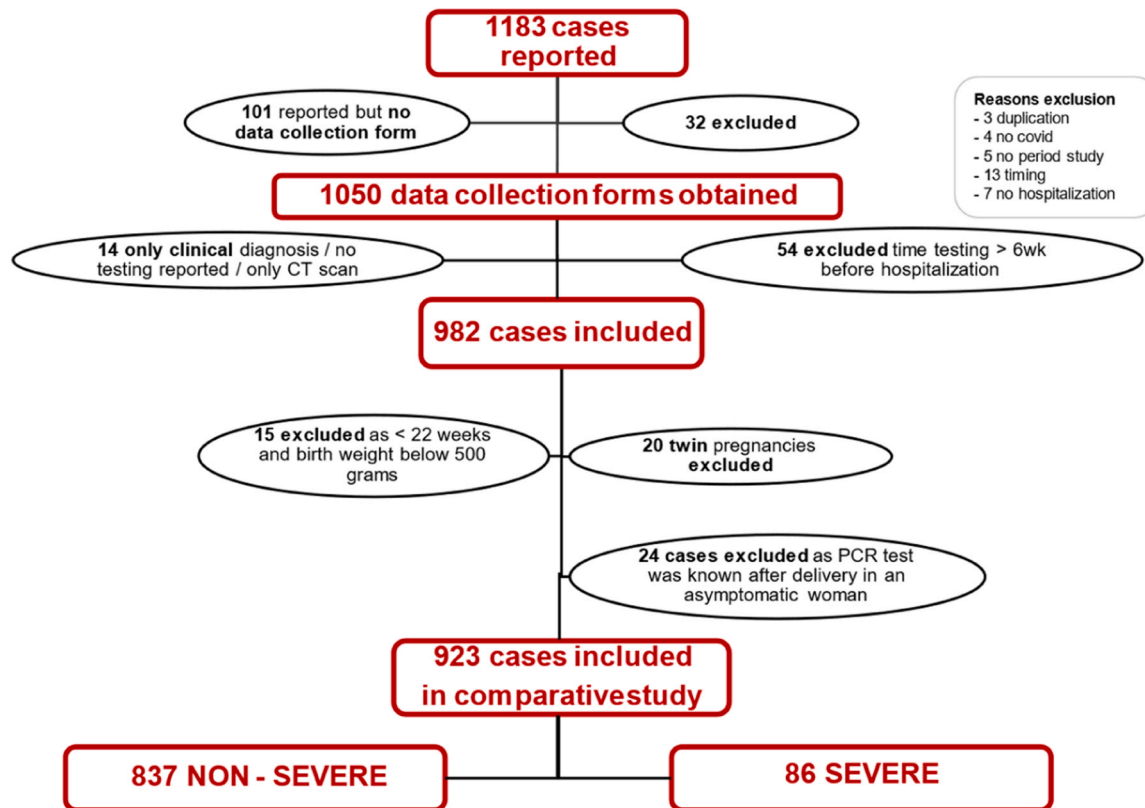 1183 cases
reported
101 reported but no
data collection form
32 excluded
Reasons exclusion
- 3 duplication
- 4 no covid
- 5 no period study
- 13 timing
- 7 no hospitalization
1050 data collection forms obtained
14 only clinical diagnosis / no
testing reported / only CT scan
54 excluded time testing > 6wk
before hospitalization
982 cases included
15 excluded as < 22 weeks
and birth weight below 500
grams
20 twin pregnancies
excluded
24 cases excluded as PCR test
was known after delivery in an
asymptomatic woman
923 cases included
in comparativestudy
837 NON - SEVERE
86 SEVERE